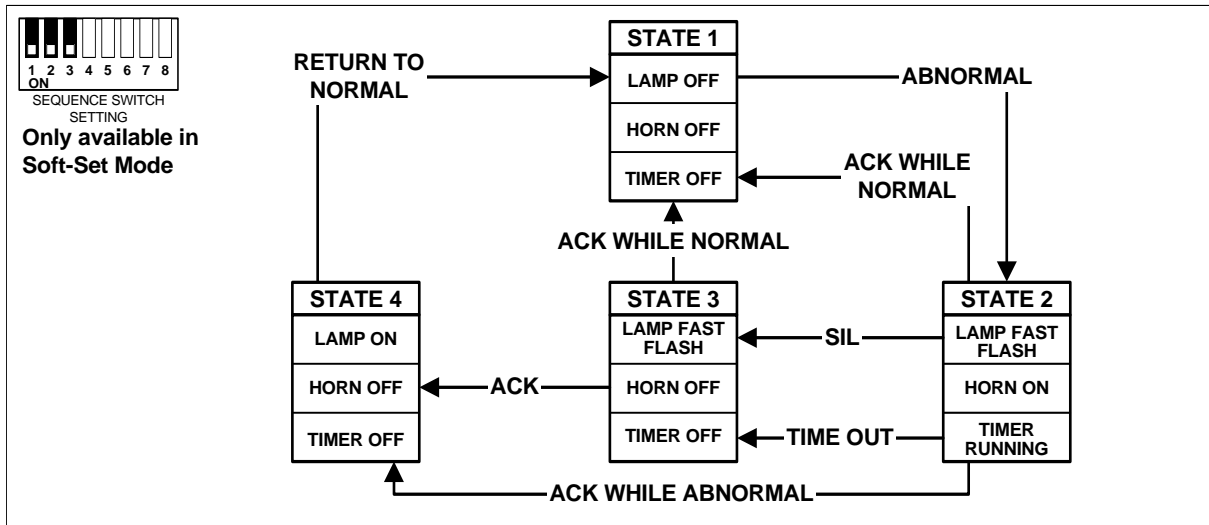 1 2 3 4 5 6 7 8
ON
SEQUENCE SWITCH
SETTING
Only available in
Soft-Set Mode
RETURN TO
NORMAL
STATE 1
LAMP OFF
HORN OFF
TIMER OFF
ABNORMAL
ACK WHILE
NORMAL
ACK WHILE NORMAL
STATE 4
LAMP ON
HORN OFF
TIMER OFF
ACK
STATE 3
LAMP FAST
FLASH
HORN OFF
TIMER OFF
SIL
TIME OUT
STATE 2
LAMP FAST
FLASH
HORN ON
TIMER
RUNNING
ACK WHILE ABNORMAL